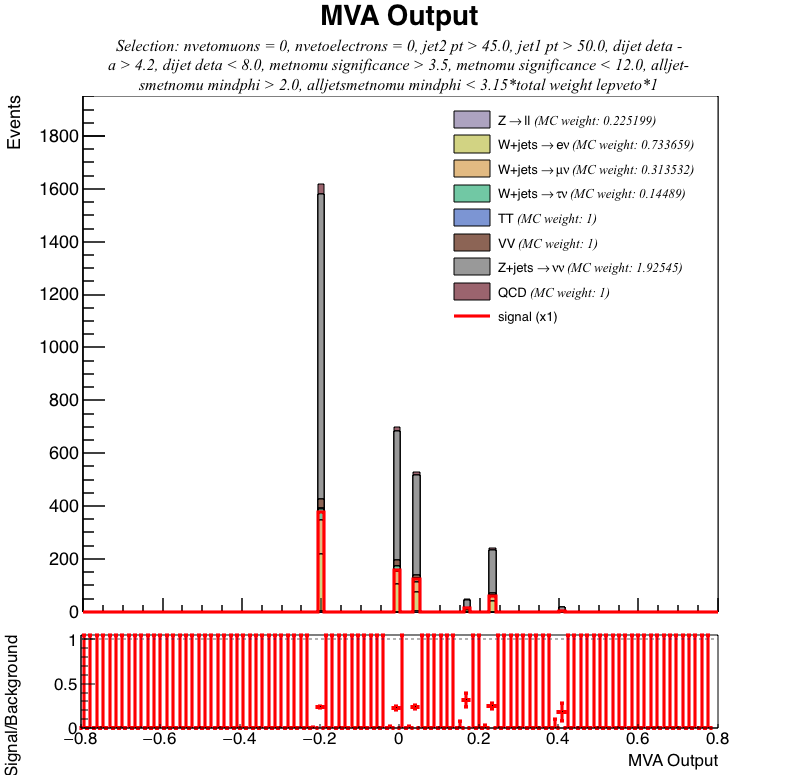 MVA Output
Selection: nvetomuons = 0, nvetoelectrons = 0, jet2 pt > 45.0, jet1 pt > 50.0, dijet deta -
a > 4.2, dijet deta < 8.0, metnomu significance > 3.5, metnomu significance < 12.0, alljet-
smetnomu mindphi > 2.0, alljetsmetnomu mindphi < 3.15*total weight lepveto*1
Events
1800
1600
1400
1200
1000
800
600
400
200
0
Z→ll (MC weight: 0.225199)
W+jets→eν (MC weight: 0.733659)
W+jets→μν (MC weight: 0.313532)
W+jets→τν (MC weight: 0.14489)
TT (MC weight: 1)
VV (MC weight: 1)
Z+jets→νν (MC weight: 1.92545)
QCD (MC weight: 1)
signal (x1)
Signal/Background
1
0.5
0
−0.8 −0.6 −0.4 −0.2 0 0.2 0.4 0.6 0.8
MVA Output